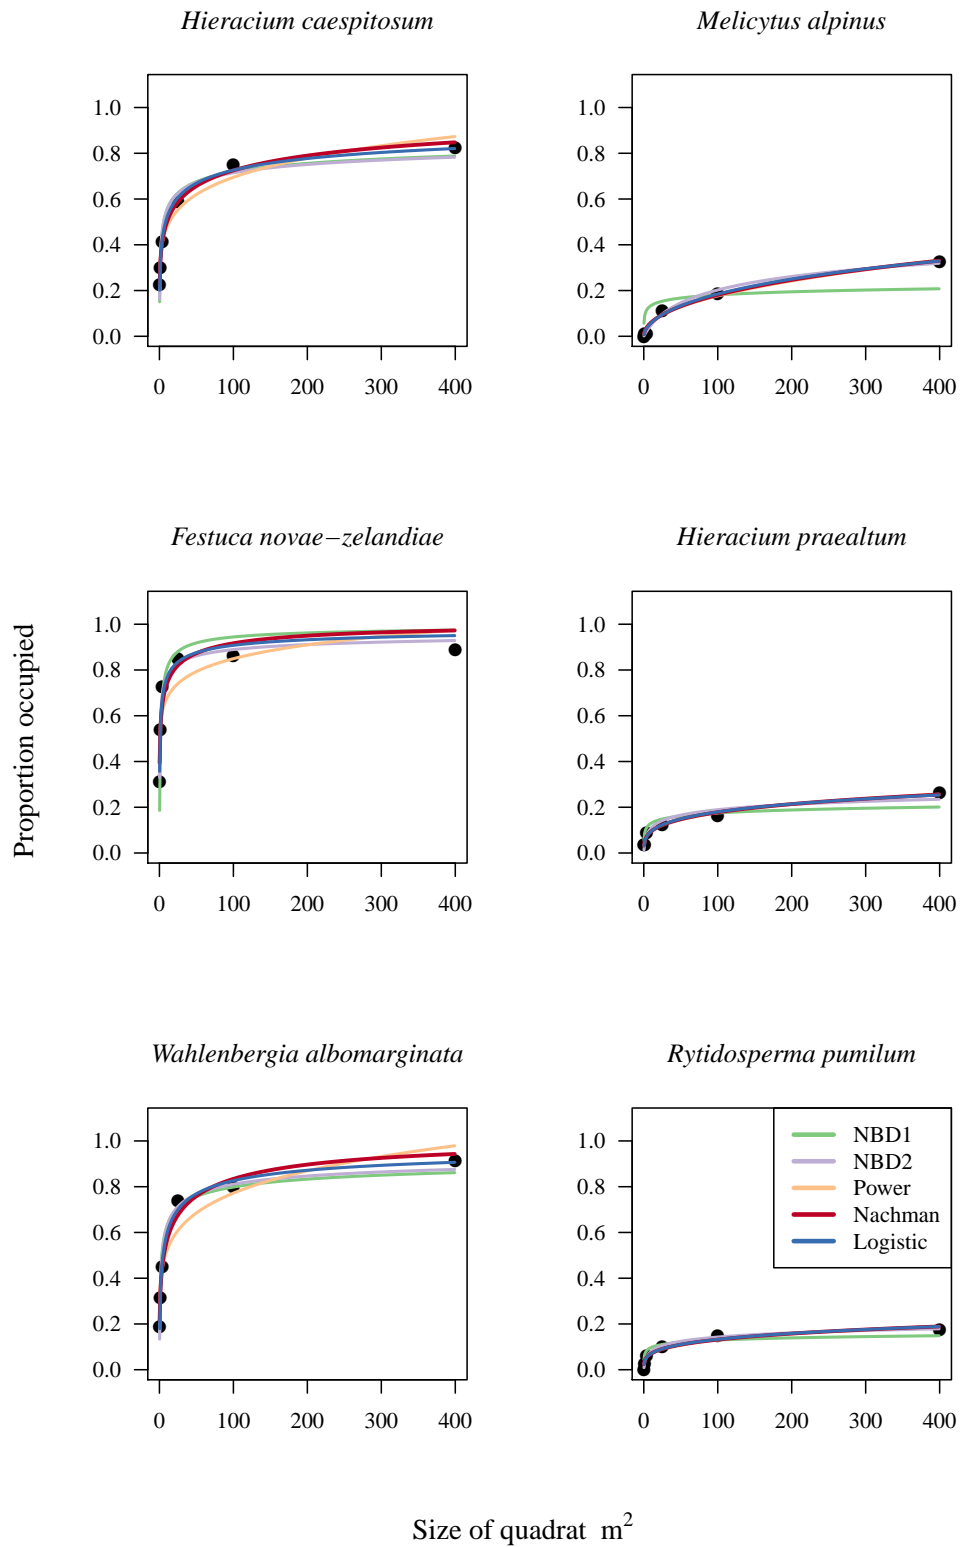 Hieracium caespitosum
1.0
0.8
0.6
0.4
0.2
0.0
0 100 200 300 400
Melicytus alpinus
1.0
0.8
0.6
0.4
0.2
0.0
0 100 200 300 400
Proportion occupied
Festuca novae−zelandiae
1.0
0.8
0.6
0.4
0.2
0.0
0 100 200 300 400
Hieracium praealtum
1.0
0.8
0.6
0.4
0.2
0.0
0 100 200 300 400
Wahlenbergia albomarginata
1.0
0.8
0.6
0.4
0.2
0.0
0 100 200 300 400
Rytidosperma pumilum
1.0
0.8
0.6
0.4
0.2
0.0
0 100 200 300 400
NBD1
NBD2
Power
Nachman
Logistic
Size of quadrat m²